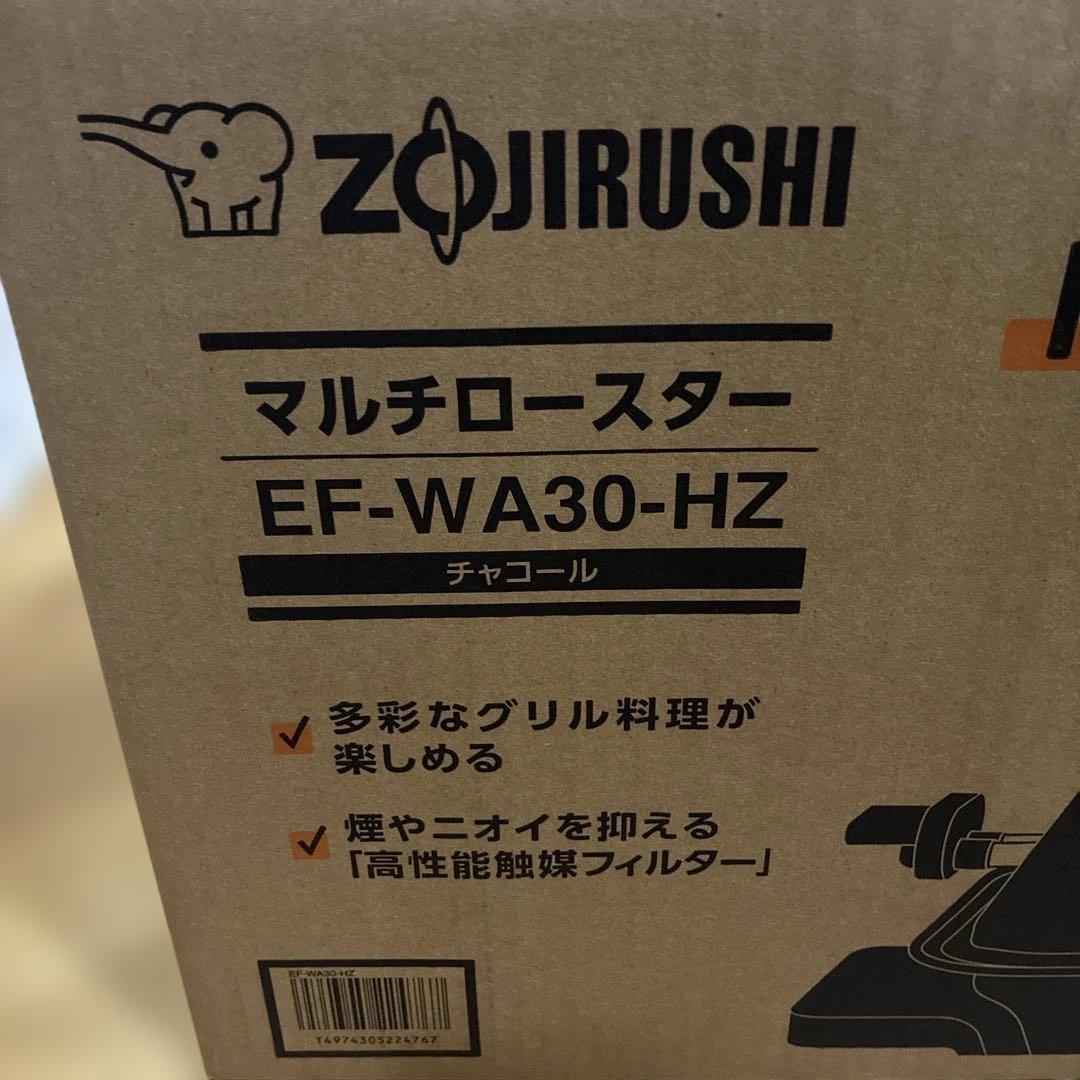 ZOJIRUSHI
マルチロースター
EF-WA30-HZ
チャコール
多彩なグリル料理が
楽しめる
煙やニオイを抑える
「高性能触媒フィルター」
EF-WA30-HZ
T4974305224767